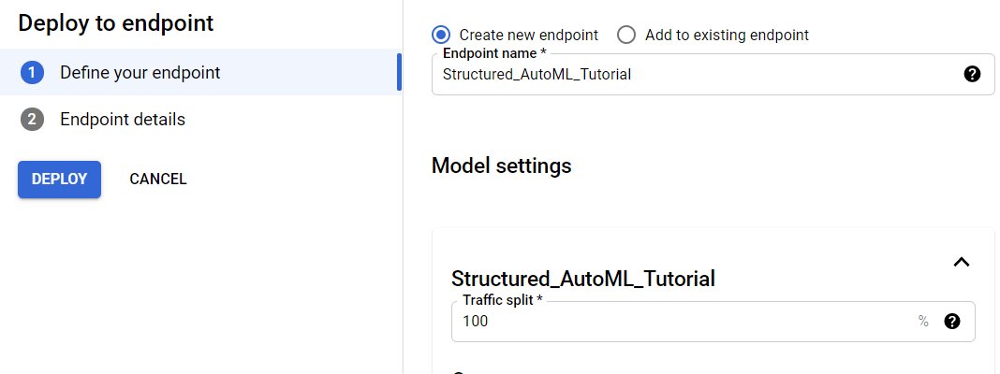 Deploy to endpoint
1 Define your endpoint
2 Endpoint details
DEPLOY CANCEL
Create new endpoint Add to existing endpoint
Endpoint name *
Structured_AutoML_Tutorial ?
Model settings
Structured_AutoML_Tutorial
Traffic split *
100 % ?